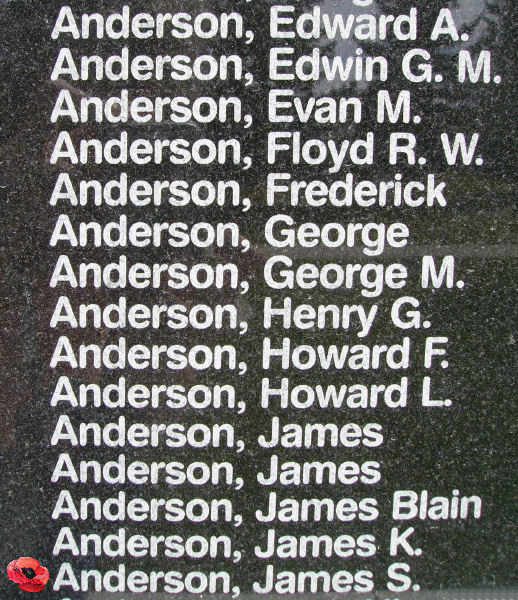 Anderson, Edward A.
Anderson, Edwin G. M.
Anderson, Evan M.
Anderson, Floyd R. W.
Anderson, Frederick
Anderson, George
Anderson, George M.
Anderson, Henry G.
Anderson, Howard F.
Anderson, Howard L.
Anderson, James
Anderson, James
Anderson, James Blain
Anderson, James K.
Anderson, James S.